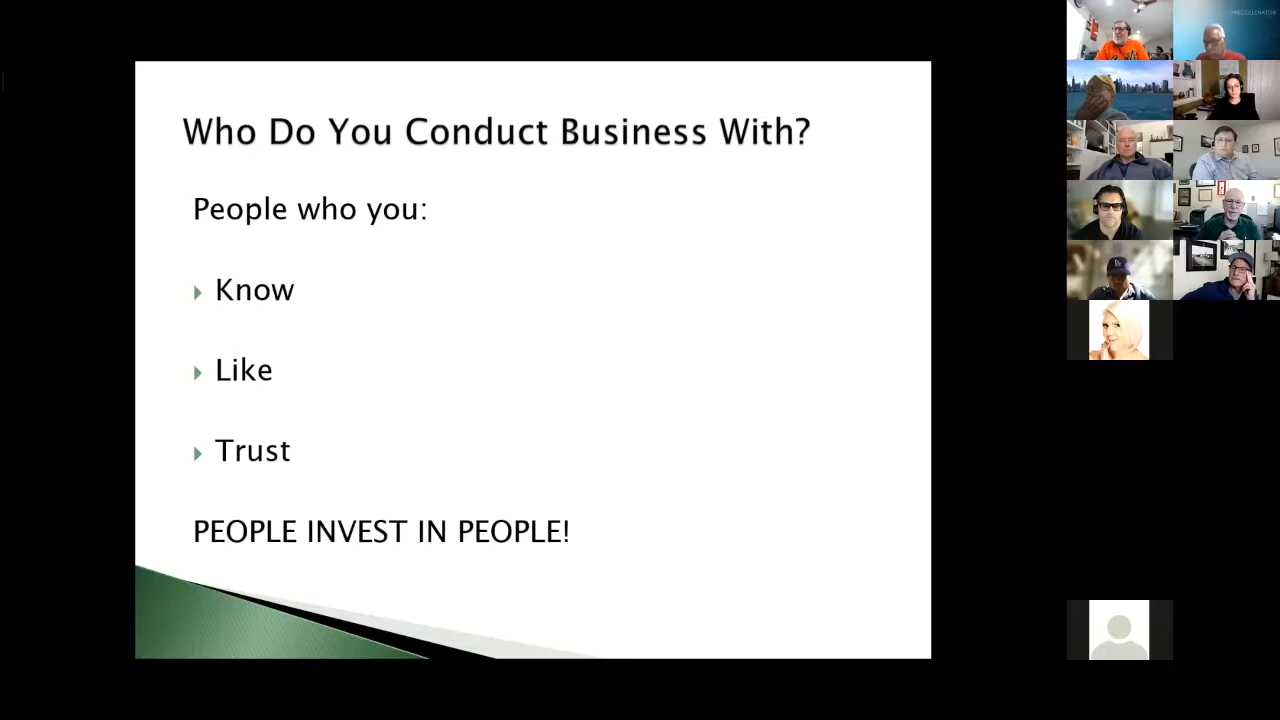 Who Do You Conduct Business With?
People who you:
Know
Like
Trust
PEOPLE INVEST IN PEOPLE!